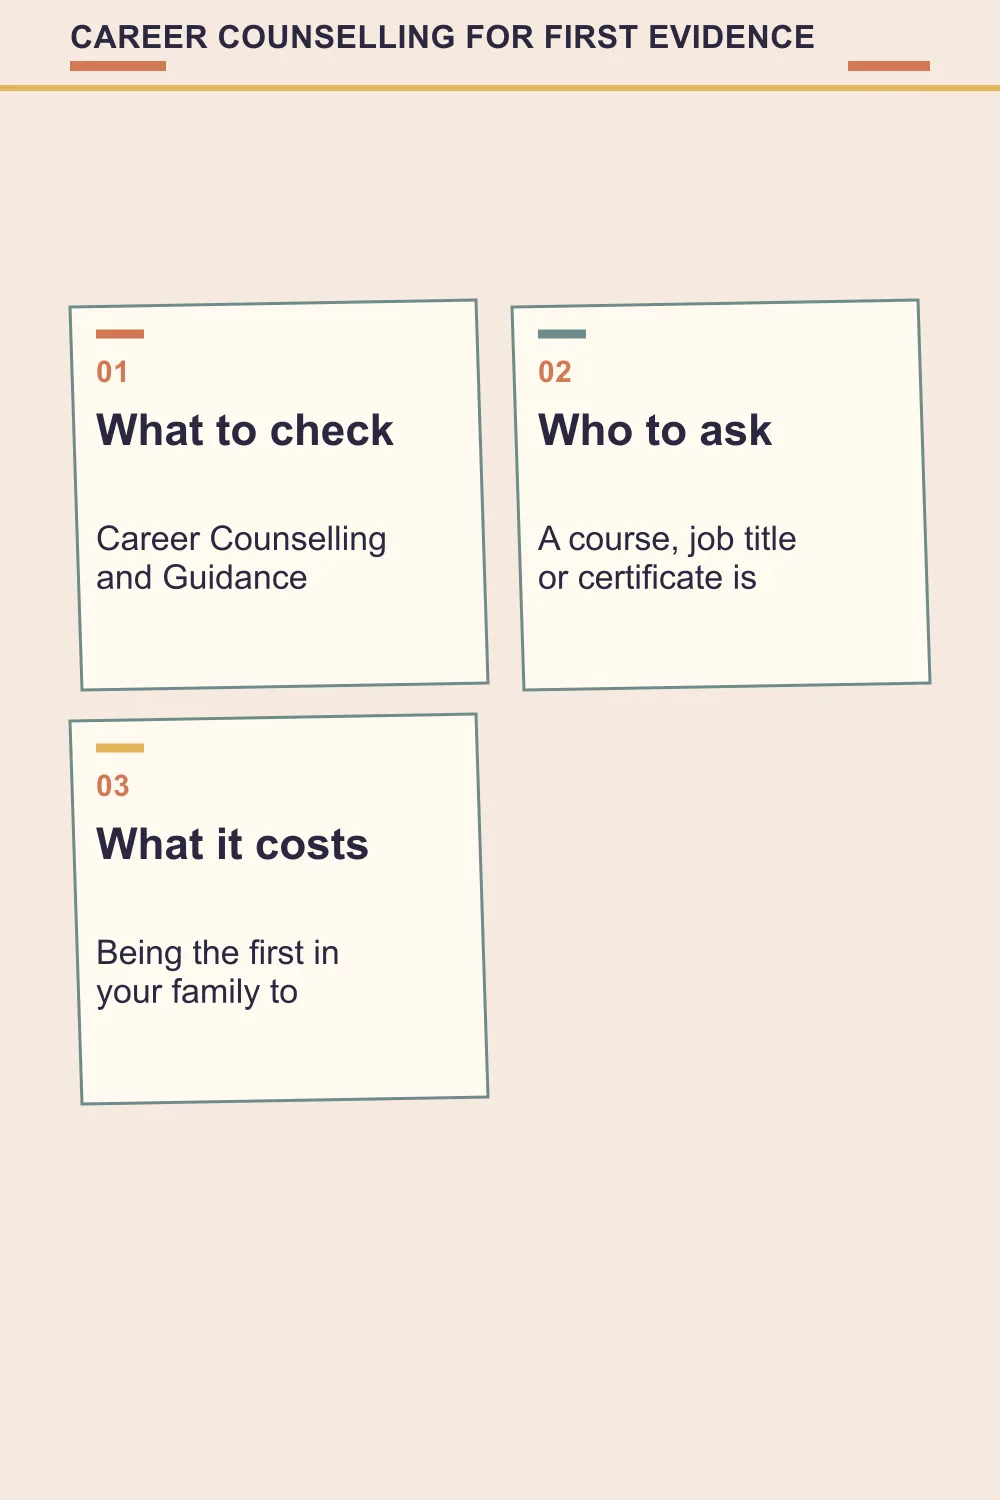 CAREER COUNSELLING FOR FIRST EVIDENCE
01
What to check
Career Counselling
and Guidance
02
Who to ask
A course, job title
or certificate is
03
What it costs
Being the first in
your family to